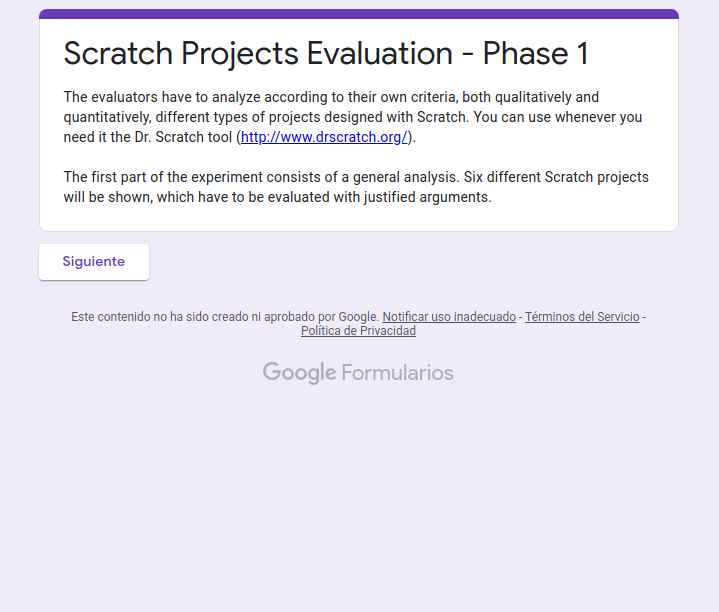 Scratch Projects Evaluation - Phase 1
The evaluators have to analyze according to their own criteria, both qualitatively and
quantitatively, different types of projects designed with Scratch. You can use whenever you
need it the Dr. Scratch tool (http://www.drscratch.org/).
The first part of the experiment consists of a general analysis. Six different Scratch projects
will be shown, which have to be evaluated with justified arguments.
Siguiente
Este contenido no ha sido creado ni aprobado por Google. Notificar uso inadecuado - Términos del Servicio -
Política de Privacidad
Google Formularios